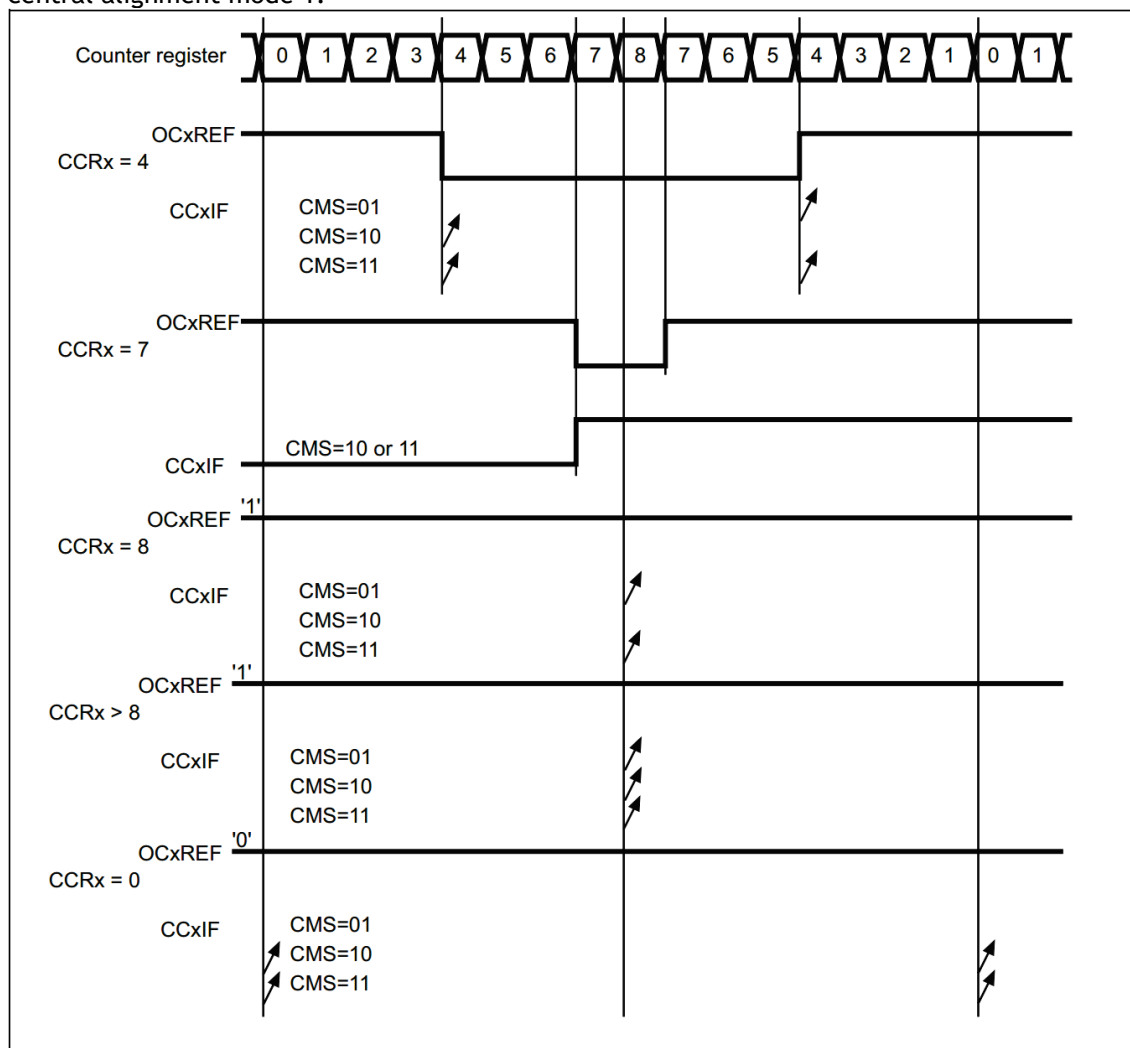 central alignment mode 1.
Counter register 0 1 2 3 4 5 6 7 8 7 6 5 4 3 2 1 0 1
OCxREF
CCRx = 4
CCxIF CMS=01
CMS=10
CMS=11
OCxREF
CCRx = 7
CMS=10 or 11
CCxIF
'1'
OCxREF
CCRx = 8
CCxIF CMS=01
CMS=10
CMS=11
'1'
OCxREF
CCRx > 8
CCxIF CMS=01
CMS=10
CMS=11
'0'
OCxREF
CCRx = 0
CCxIF CMS=01
CMS=10
CMS=11